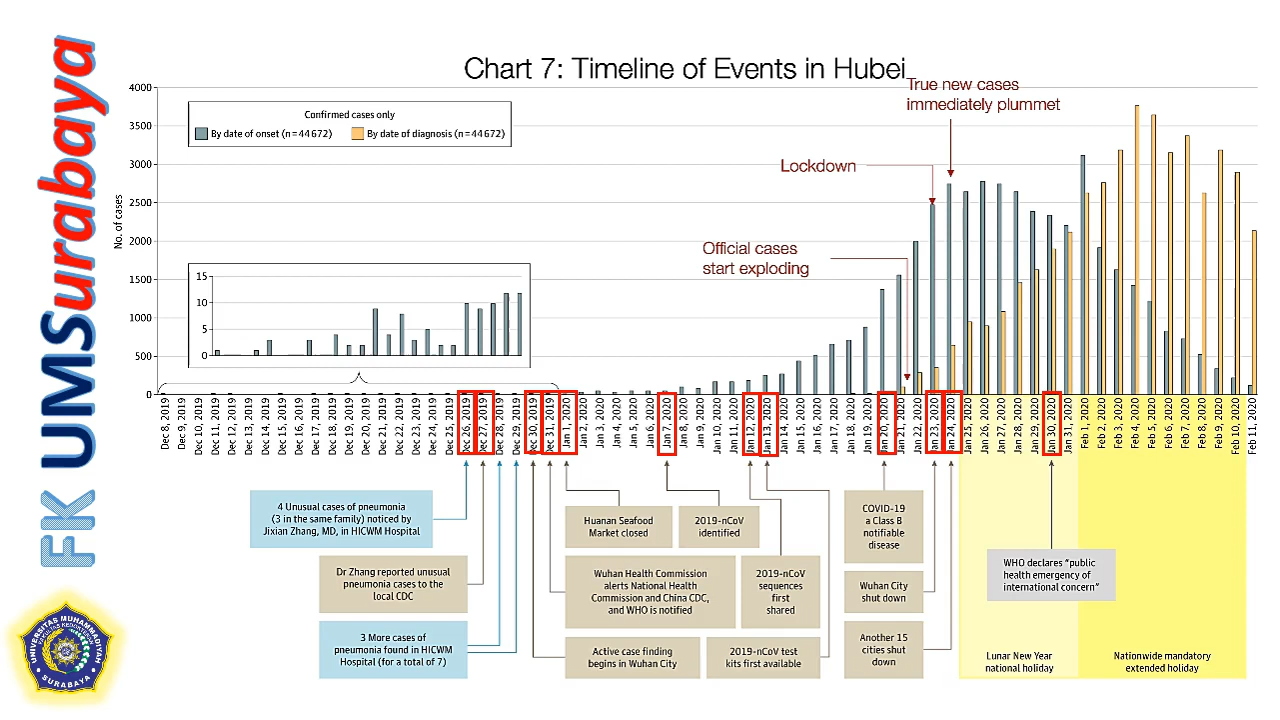 FK UMSurabaya
UNIVERSITAS MUHAMMADIYAH
FAKULTAS KEDOKTERAN
SURABAYA
Chart 7: Timeline of Events in Hubei
True new cases
immediately plummet
Lockdown
Official cases
start exploding
Confirmed cases only
By date of onset (n=44 672)
By date of diagnosis (n=44 672)
No. of cases
4000
3500
3000
2500
2000
1500
1000
500
0
15
10
5
0
Dec 8, 2019
Dec 9, 2019
Dec 10, 2019
Dec 11, 2019
Dec 12, 2019
Dec 13, 2019
Dec 14, 2019
Dec 15, 2019
Dec 16, 2019
Dec 17, 2019
Dec 18, 2019
Dec 19, 2019
Dec 20, 2019
Dec 21, 2019
Dec 22, 2019
Dec 23, 2019
Dec 24, 2019
Dec 25, 2019
Dec 26, 2019
Dec 27, 2019
Dec 28, 2019
Dec 29, 2019
Dec 30, 2019
Dec 31, 2019
Jan 1, 2020
Jan 2, 2020
Jan 3, 2020
Jan 4, 2020
Jan 5, 2020
Jan 6, 2020
Jan 7, 2020
Jan 8, 2020
Jan 9, 2020
Jan 10, 2020
Jan 11, 2020
Jan 12, 2020
Jan 13, 2020
Jan 14, 2020
Jan 15, 2020
Jan 16, 2020
Jan 17, 2020
Jan 18, 2020
Jan 19, 2020
Jan 20, 2020
Jan 21, 2020
Jan 22, 2020
Jan 23, 2020
Jan 24, 2020
Jan 25, 2020
Jan 26, 2020
Jan 27, 2020
Jan 28, 2020
Jan 29, 2020
Jan 30, 2020
Jan 31, 2020
Feb 1, 2020
Feb 2, 2020
Feb 3, 2020
Feb 4, 2020
Feb 5, 2020
Feb 6, 2020
Feb 7, 2020
Feb 8, 2020
Feb 9, 2020
Feb 10, 2020
Feb 11, 2020
4 Unusual cases of pneumonia
(3 in the same family) noticed by
Jixian Zhang, MD, in HICWM Hospital
Dr Zhang reported unusual
pneumonia cases to the
local CDC
3 More cases of
pneumonia found in HICWM
Hospital (for a total of 7)
Huanan Seafood
Market closed
2019-nCoV
identified
Wuhan Health Commission
alerts National Health
Commission and China CDC,
and WHO is notified
2019-nCoV
sequences
first
shared
Active case finding
begins in Wuhan City
2019-nCoV test
kits first available
COVID-19
a Class B
notifiable
disease
Wuhan City
shut down
Another 15
cities shut
down
WHO declares “public
health emergency of
international concern”
Lunar New Year
national holiday
Nationwide mandatory
extended holiday